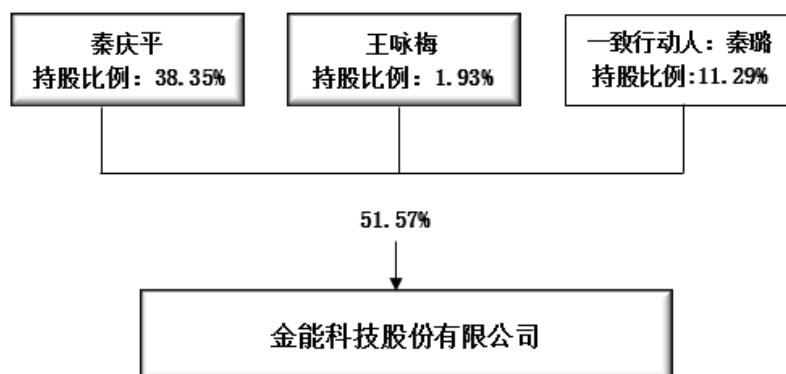 秦庆平
持股比例：38.35%
王咏梅
持股比例：1.93%
一致行动人：秦璐
持股比例:11.29%
51.57%
金能科技股份有限公司